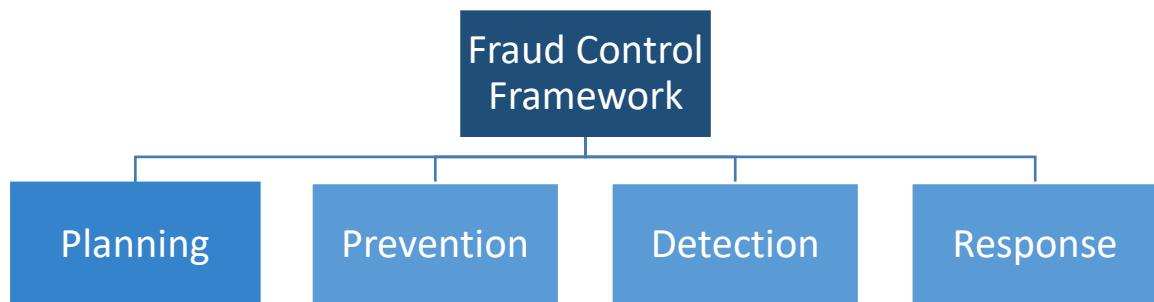 Fraud Control
Framework
Planning
Prevention
Detection
Response